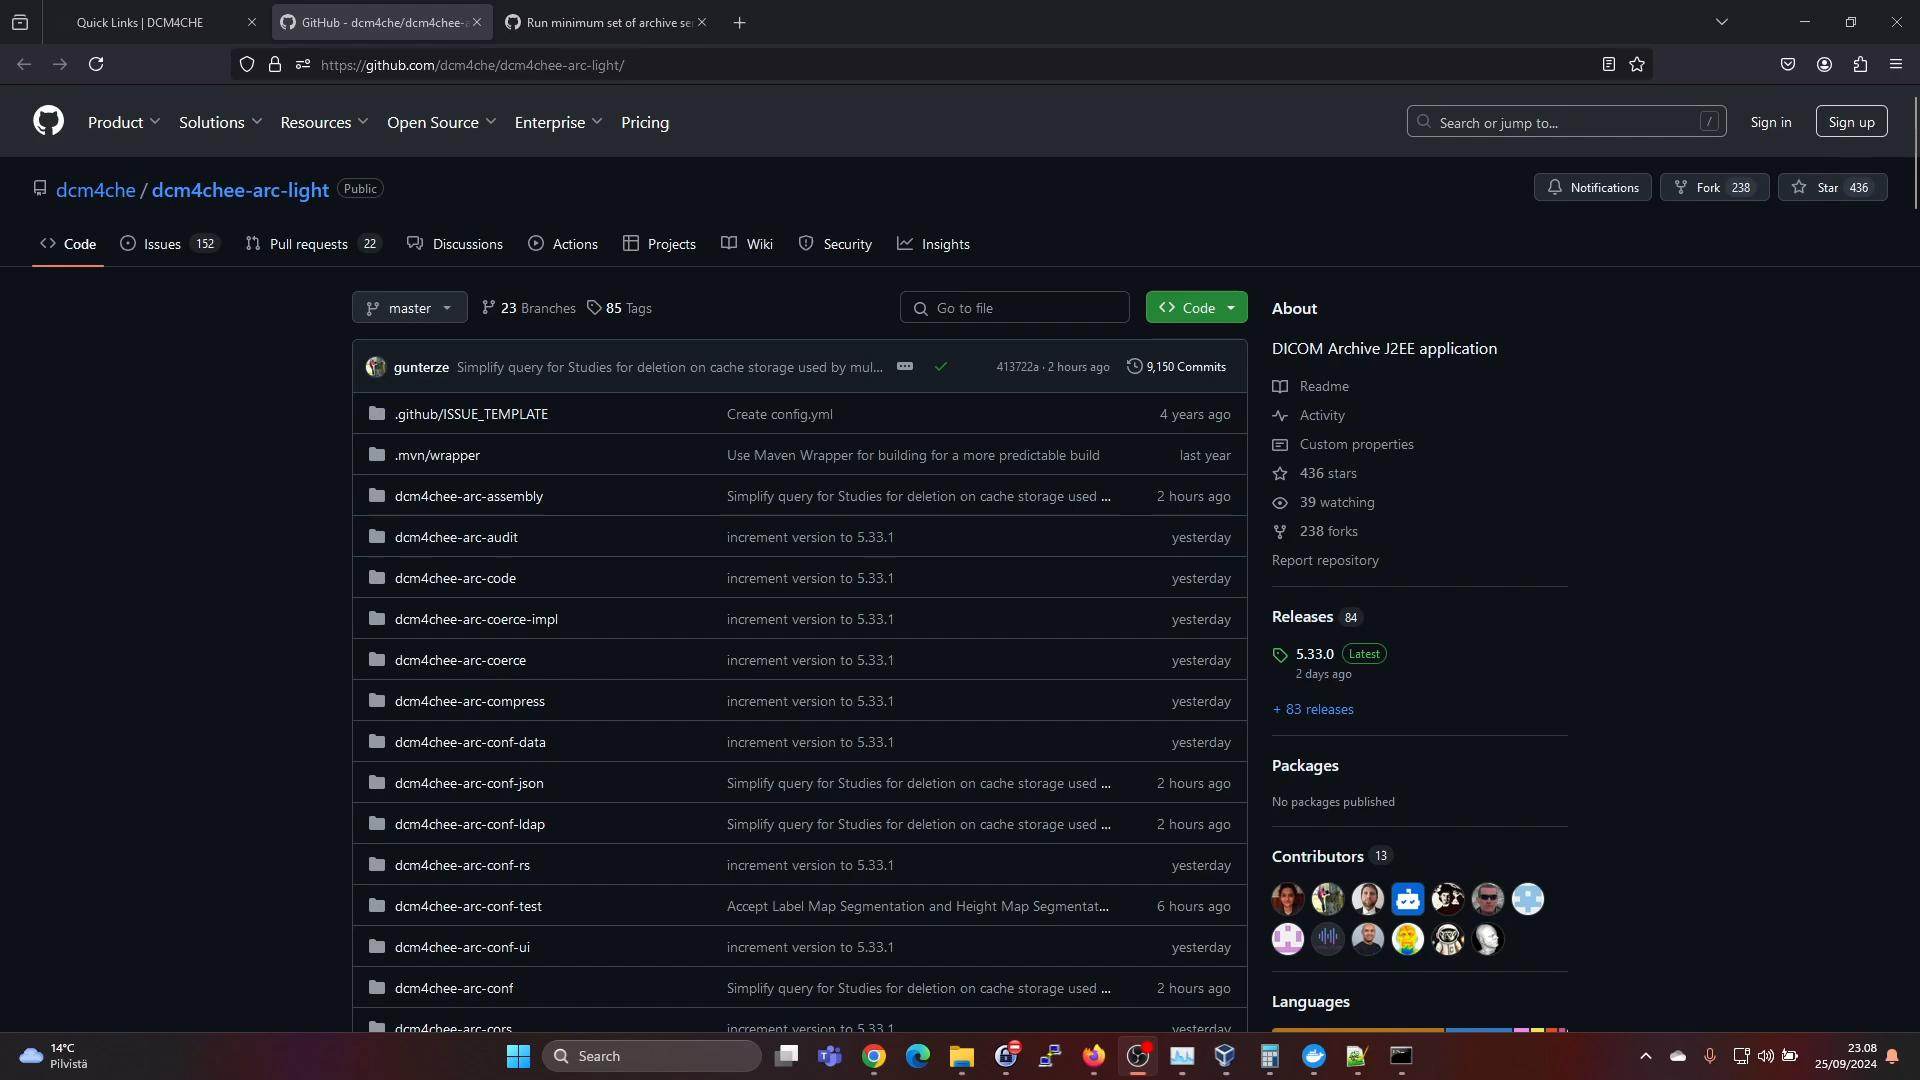 Quick Links | DCM4CHE
GitHub - dcm4che/dcm4chee-a
Run minimum set of archive se
https://github.com/dcm4che/dcm4chee-arc-light/
Product
Solutions
Resources
Open Source
Enterprise
Pricing
Search or jump to...
/
Sign in
Sign up
dcm4che / dcm4chee-arc-light
Public
Notifications
Fork 238
Star 436
Code
Issues 152
Pull requests 22
Discussions
Actions
Projects
Wiki
Security
Insights
master
23 Branches
85 Tags
Go to file
Code
gunterze Simplify query for Studies for deletion on cache storage used by mul... 413722a · 2 hours ago 9,150 Commits
.github/ISSUE_TEMPLATE Create config.yml 4 years ago
.mvn/wrapper Use Maven Wrapper for building for a more predictable build last year
dcm4chee-arc-assembly Simplify query for Studies for deletion on cache storage used ... 2 hours ago
dcm4chee-arc-audit increment version to 5.33.1 yesterday
dcm4chee-arc-code increment version to 5.33.1 yesterday
dcm4chee-arc-coerce-impl increment version to 5.33.1 yesterday
dcm4chee-arc-coerce increment version to 5.33.1 yesterday
dcm4chee-arc-compress increment version to 5.33.1 yesterday
dcm4chee-arc-conf-data increment version to 5.33.1 yesterday
dcm4chee-arc-conf-json Simplify query for Studies for deletion on cache storage used ... 2 hours ago
dcm4chee-arc-conf-ldap Simplify query for Studies for deletion on cache storage used ... 2 hours ago
dcm4chee-arc-conf-rs increment version to 5.33.1 yesterday
dcm4chee-arc-conf-test Accept Label Map Segmentation and Height Map Segmentat... 6 hours ago
dcm4chee-arc-conf-ui increment version to 5.33.1 yesterday
dcm4chee-arc-conf Simplify query for Studies for deletion on cache storage used ... 2 hours ago
dcm4chee-arc-cors increment version to 5.33.1 yesterday
About
DICOM Archive J2EE application
Readme
Activity
Custom properties
436 stars
39 watching
238 forks
Report repository
Releases 84
5.33.0 Latest
2 days ago
+ 83 releases
Packages
No packages published
Contributors 13
Languages
14°C
Pilvistä
Search
23.08
25/09/2024